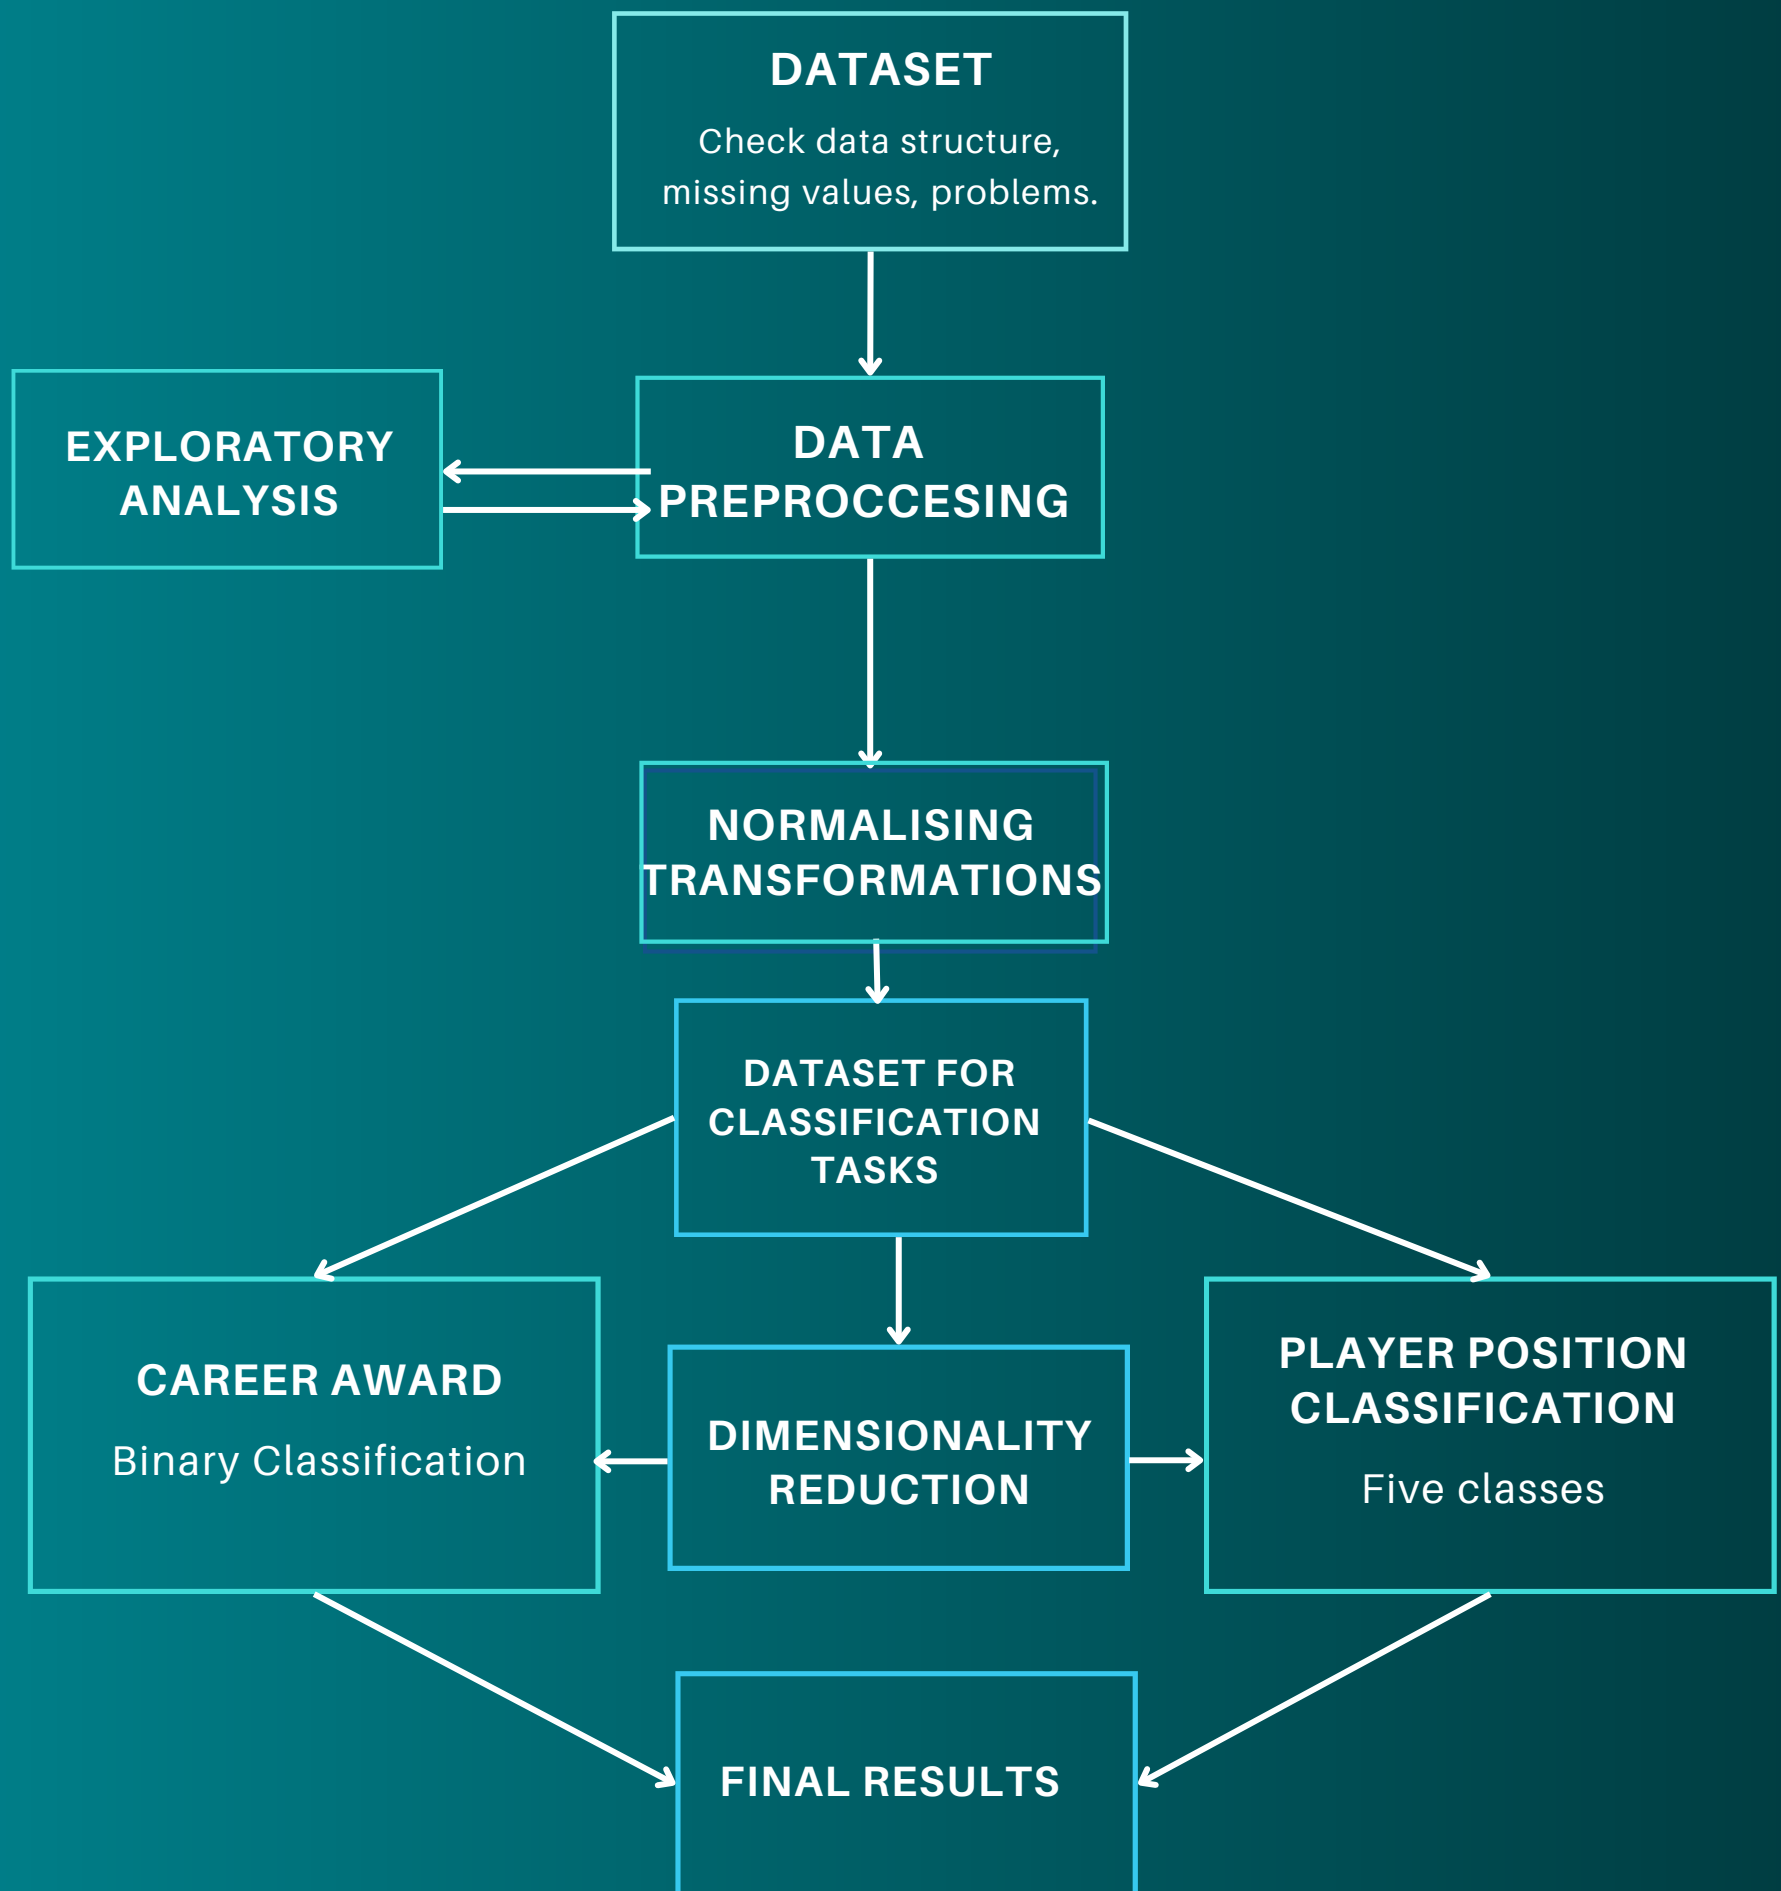 DATASET
Check data structure,
missing values, problems.
EXPLORATORY
ANALYSIS
DATA
PREPROCCESING
NORMALISING
TRANSFORMATIONS
DATASET FOR
CLASSIFICATION
TASKS
CAREER AWARD
Binary Classification
DIMENSIONALITY
REDUCTION
PLAYER POSITION
CLASSIFICATION
Five classes
FINAL RESULTS